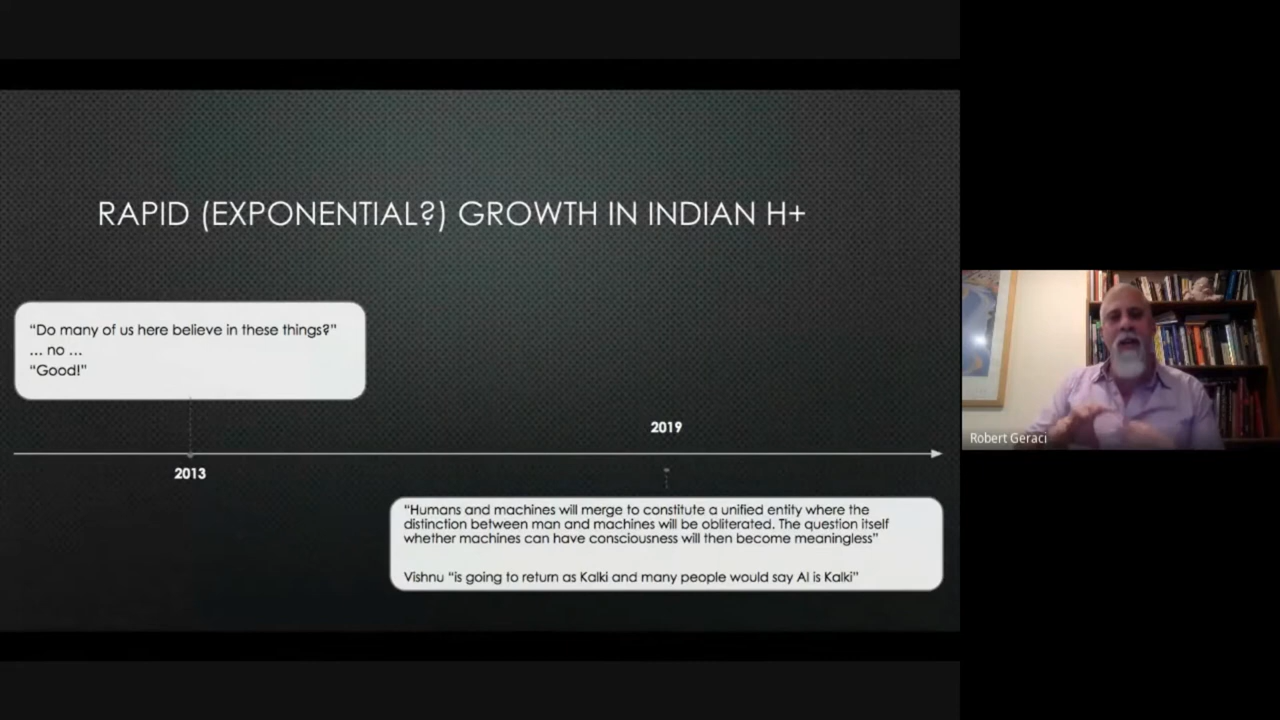 RAPID (EXPONENTIAL?) GROWTH IN INDIAN H+
“Do many of us here believe in these things?”
... no ...
“Good!”
2013
2019
“Humans and machines will merge to constitute a unified entity where the
distinction between man and machines will be obliterated. The question itself
whether machines can have consciousness will then become meaningless”
Vishnu “is going to return as Kalki and many people would say AI is Kalki”
Robert Geraci